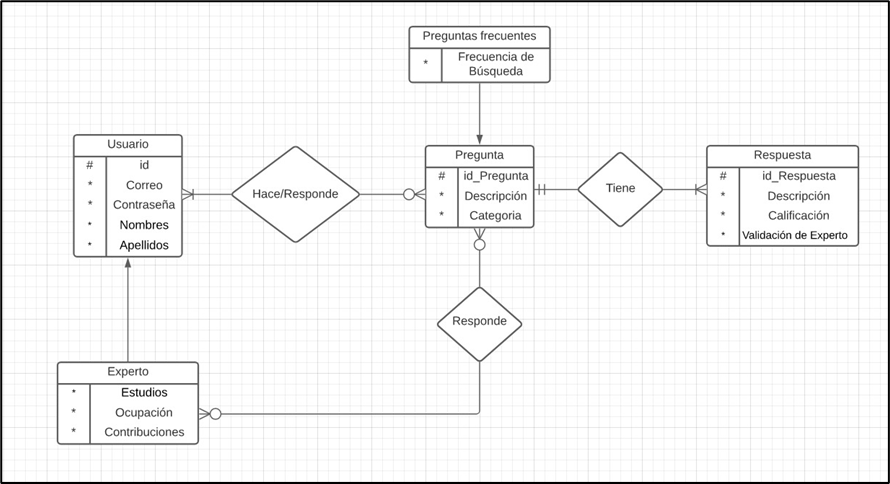 Preguntas frecuentes
* Frecuencia de
Búsqueda
Usuario
# id
* Correo
* Contraseña
* Nombres
* Apellidos
Hace/Responde
Pregunta
# id_Pregunta
* Descripción
* Categoria
Tiene
Respuesta
# id_Respuesta
* Descripción
* Calificación
* Validación de Experto
Responde
Experto
* Estudios
* Ocupación
* Contribuciones